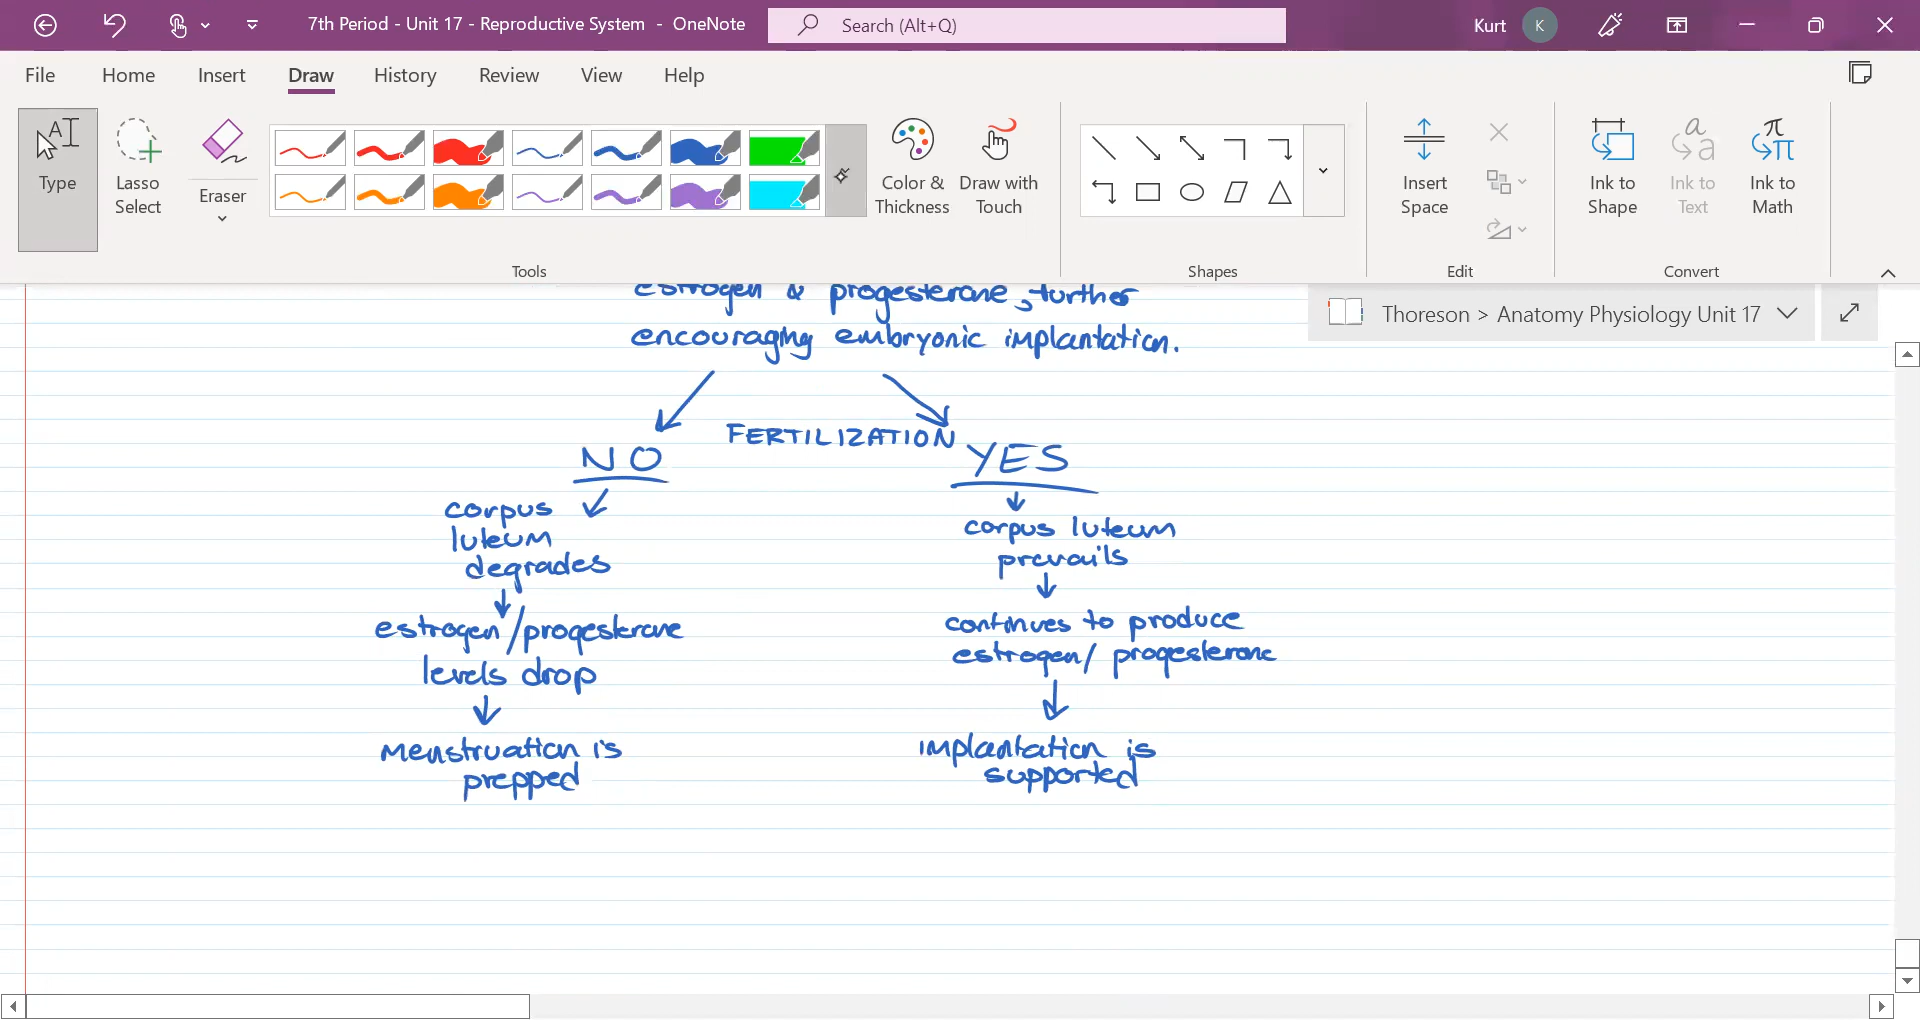 7th Period - Unit 17 - Reproductive System - OneNote
Search (Alt+Q)
Kurt
K
File
Home
Insert
Draw
History
Review
View
Help
Type
Lasso Select
Eraser
Color & Thickness
Draw with Touch
Insert Space
Ink to Shape
Ink to Text
Ink to Math
Tools
Shapes
Edit
Convert
Thoreson > Anatomy Physiology Unit 17
estrogen & progesterone, further
encouraging embryonic implantation.
FERTILIZATION
NO
corpus
luteum
degrades
estrogen/progesterone
levels drop
menstruation is
prepped
YES
corpus luteum
prevails
continues to produce
estrogen/progesterone
implantation is
supported